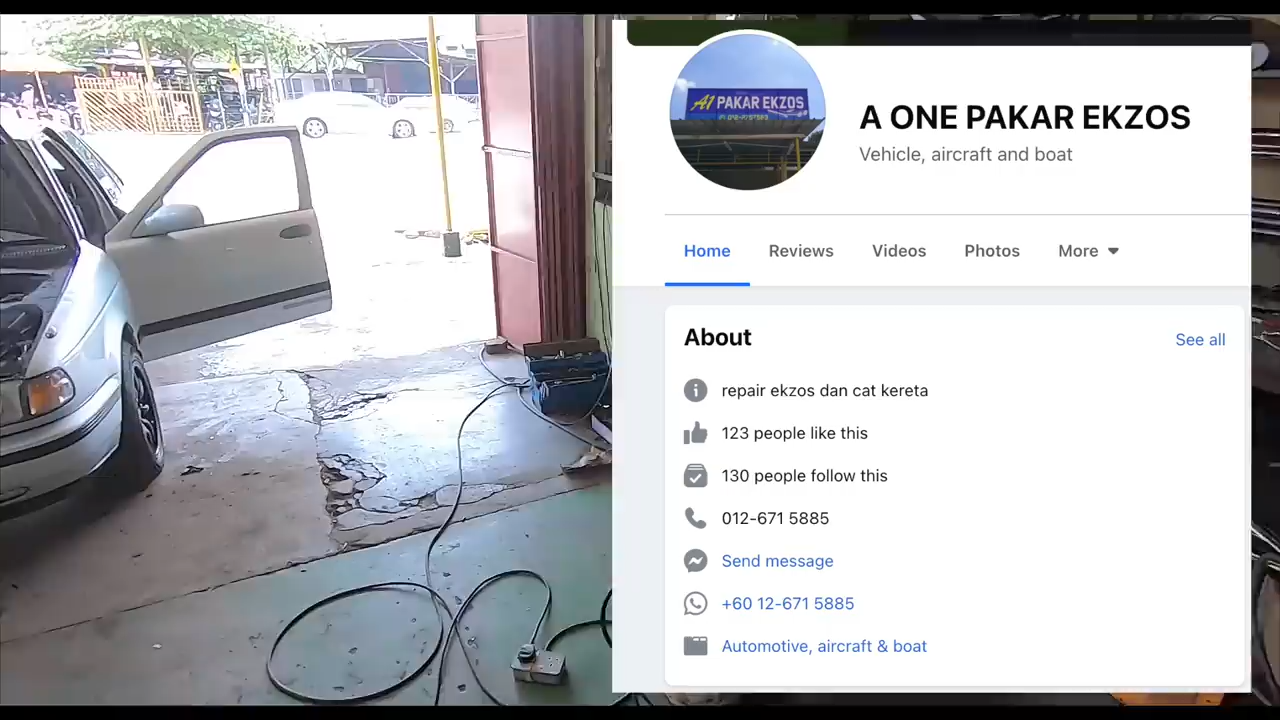 A1 PAKAR EKZOS
A ONE PAKAR EKZOS
Vehicle, aircraft and boat
Home
Reviews
Videos
Photos
More
About
See all
repair ekzos dan cat kereta
123 people like this
130 people follow this
012-671 5885
Send message
+60 12-671 5885
Automotive, aircraft & boat